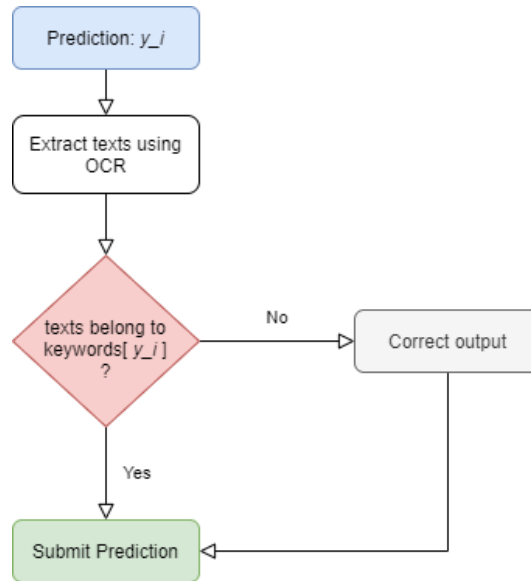 Prediction: y_i
Extract texts using
OCR
texts belong to
keywords[ y_i ]
?
No
Correct output
Yes
Submit Prediction